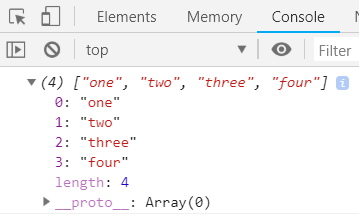 Elements Memory Console S
top Filter
(4) ["one", "two", "three", "four"] i
0: "one"
1: "two"
2: "three"
3: "four"
length: 4
__proto__: Array(0)